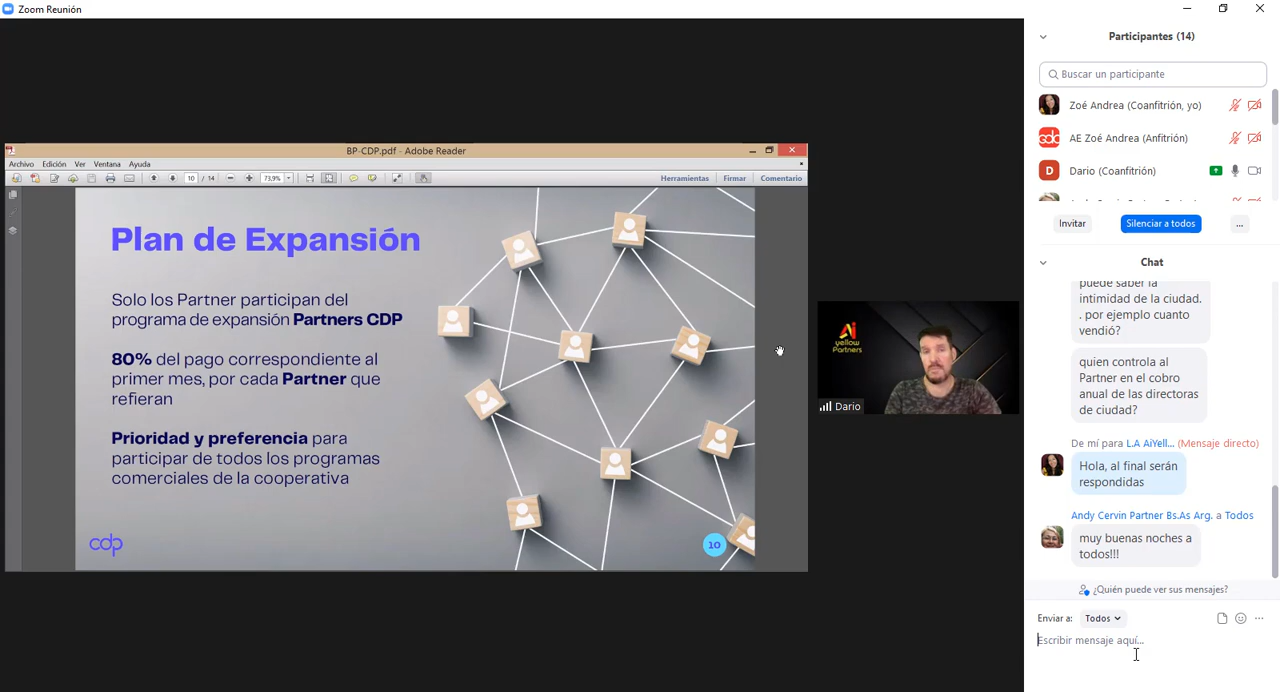 Zoom Reunión
BP-CDP.pdf - Adobe Reader
Archivo Edición Ver Ventana Ayuda
10 / 14 73,9% Herramientas Firmar Comentario
Plan de Expansión
Solo los Partner participan del
programa de expansión Partners CDP
80% del pago correspondiente al
primer mes, por cada Partner que
refieran
Prioridad y preferencia para
participar de todos los programas
comerciales de la cooperativa
cdp
10
Ai
yellow
Partners
Dario
Participantes (14)
Buscar un participante
Zoé Andrea (Coanfitrión, yo)
cdo AE Zoé Andrea (Anfitrión)
D Dario (Coanfitrión)
Invitar Silenciar a todos ...
Chat
puede saber la
intimidad de la ciudad.
. por ejemplo cuanto
vendió?
quien controla al
Partner en el cobro
anual de las directoras
de ciudad?
De mí para L.A AiYell... (Mensaje directo)
Hola, al final serán
respondidas
Andy Cervin Partner Bs.As Arg. a Todos
muy buenas noches a
todos!!!
¿Quién puede ver sus mensajes?
Enviar a: Todos
Escribir mensaje aquí...